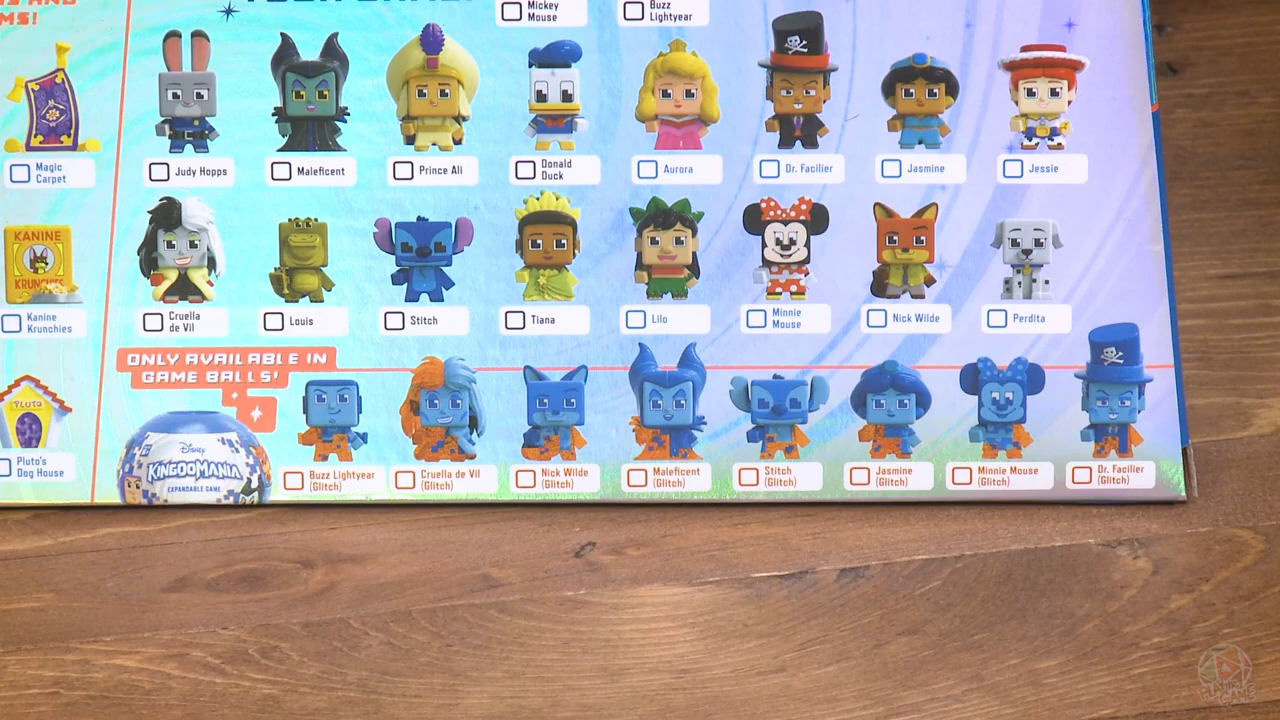 MS!
Mickey
Mouse
Buzz
Lightyear
Magic
Carpet
Judy Hopps
Maleficent
Prince Ali
Donald
Duck
Aurora
Dr. Facilier
Jasmine
Jessie
KANINE
KRUNCHIES
Kanine
Krunchies
Cruella
de Vil
Louis
Stitch
Tiana
Lilo
Minnie
Mouse
Nick Wilde
Perdita
ONLY AVAILABLE IN
GAME BALLS!
PLUTO
Pluto's
Dog House
Disney
KINGDOMANIA
EXPANDABLE GAME
Buzz Lightyear
(Glitch)
Cruella de Vil
(Glitch)
Nick Wilde
(Glitch)
Maleficent
(Glitch)
Stitch
(Glitch)
Jasmine
(Glitch)
Minnie Mouse
(Glitch)
Dr. Facilier
(Glitch)